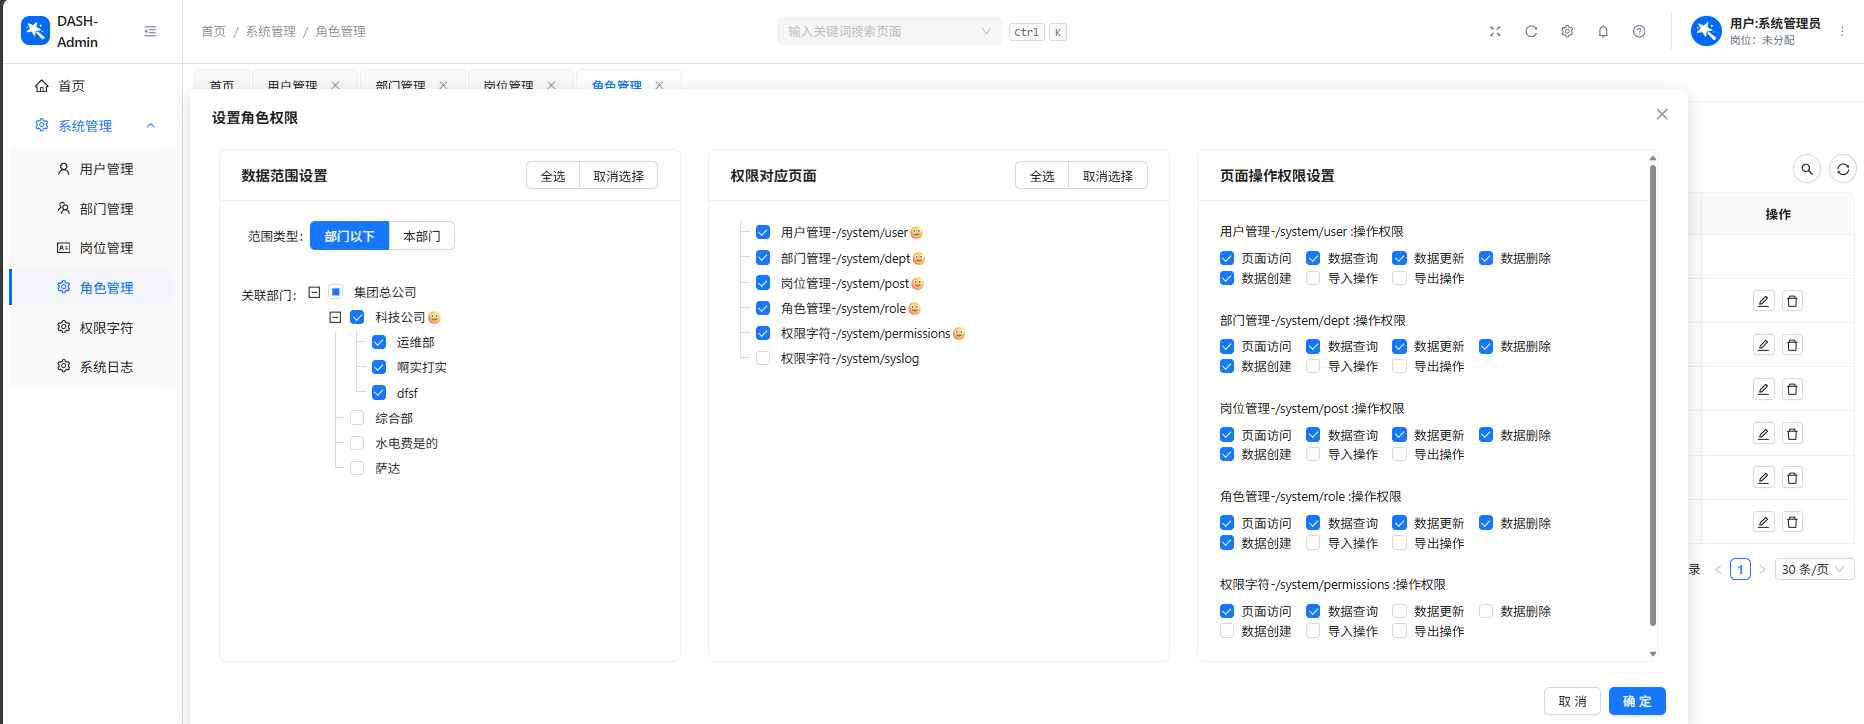 DASH-Admin
首页 / 系统管理 / 角色管理
输入关键词搜索页面
Ctrl K
用户:系统管理员
岗位：未分配
首页
系统管理
用户管理
部门管理
岗位管理
角色管理
权限字符
系统日志
首页 用户管理 部门管理 岗位管理 角色管理
设置角色权限
数据范围设置 全选 取消选择
范围类型： 部门以下 本部门
关联部门： 集团总公司
科技公司
运维部
啊实打实
dfsf
综合部
水电费是的
萨达
权限对应页面 全选 取消选择
用户管理-/system/user
部门管理-/system/dept
岗位管理-/system/post
角色管理-/system/role
权限字符-/system/permissions
权限字符-/system/syslog
页面操作权限设置
用户管理-/system/user :操作权限
页面访问 数据查询 数据更新 数据删除
数据创建 导入操作 导出操作
部门管理-/system/dept :操作权限
页面访问 数据查询 数据更新 数据删除
数据创建 导入操作 导出操作
岗位管理-/system/post :操作权限
页面访问 数据查询 数据更新 数据删除
数据创建 导入操作 导出操作
角色管理-/system/role :操作权限
页面访问 数据查询 数据更新 数据删除
数据创建 导入操作 导出操作
权限字符-/system/permissions :操作权限
页面访问 数据查询 数据更新 数据删除
数据创建 导入操作 导出操作
取 消 确 定
操作
录 < 1 > 30 条/页